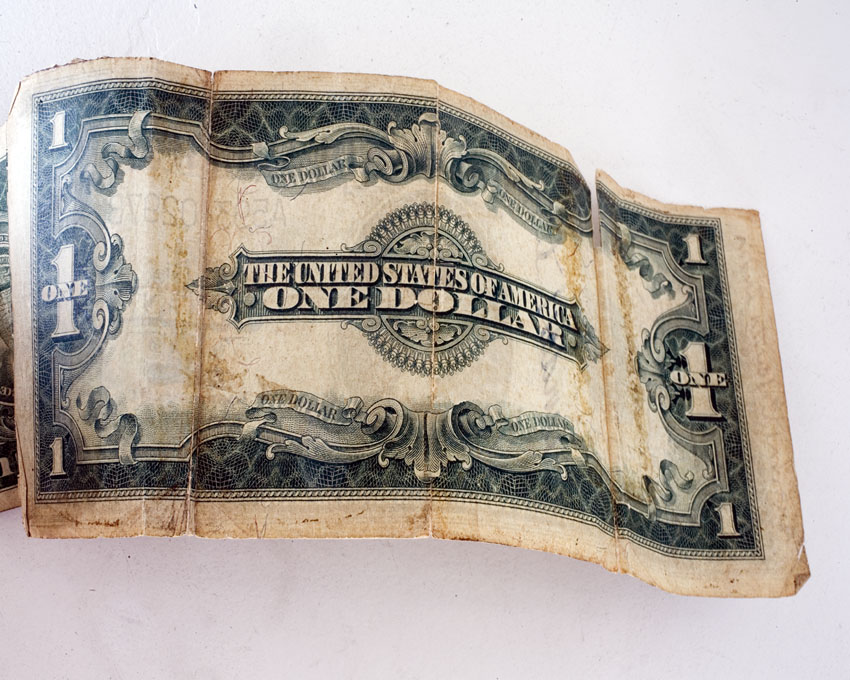 1
ONE DOLLAR
ONE DOLLAR
1
1
ONE
THE UNITED STATES OF AMERICA
ONE DOLLAR
1
ONE
ONE DOLLAR
ONE DOLLAR
1
1
1